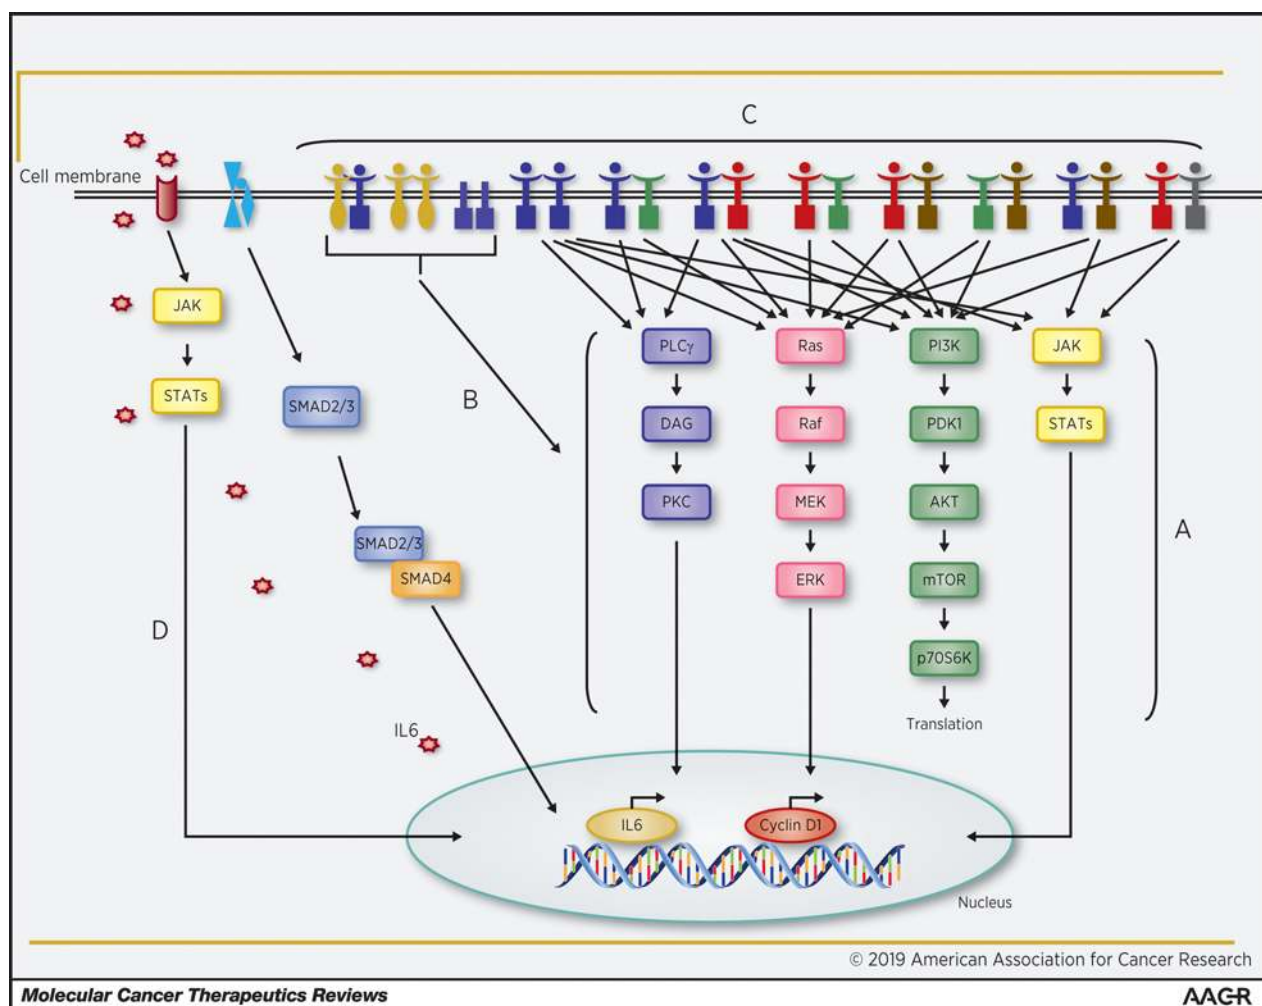 C
Cell membrane
JAK
STATs
SMAD2/3
SMAD2/3
SMAD4
D
IL6
B
PLCγ
DAG
PKC
Ras
Raf
MEK
ERK
PI3K
PDK1
AKT
mTOR
p70S6K
Translation
JAK
STATs
A
IL6
Cyclin D1
Nucleus
© 2019 American Association for Cancer Research
Molecular Cancer Therapeutics Reviews
AACR